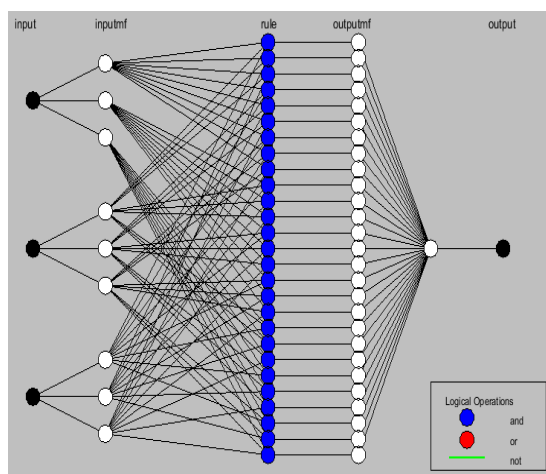 input inputmf rule outputmf output
Logical Operations
and
or
not